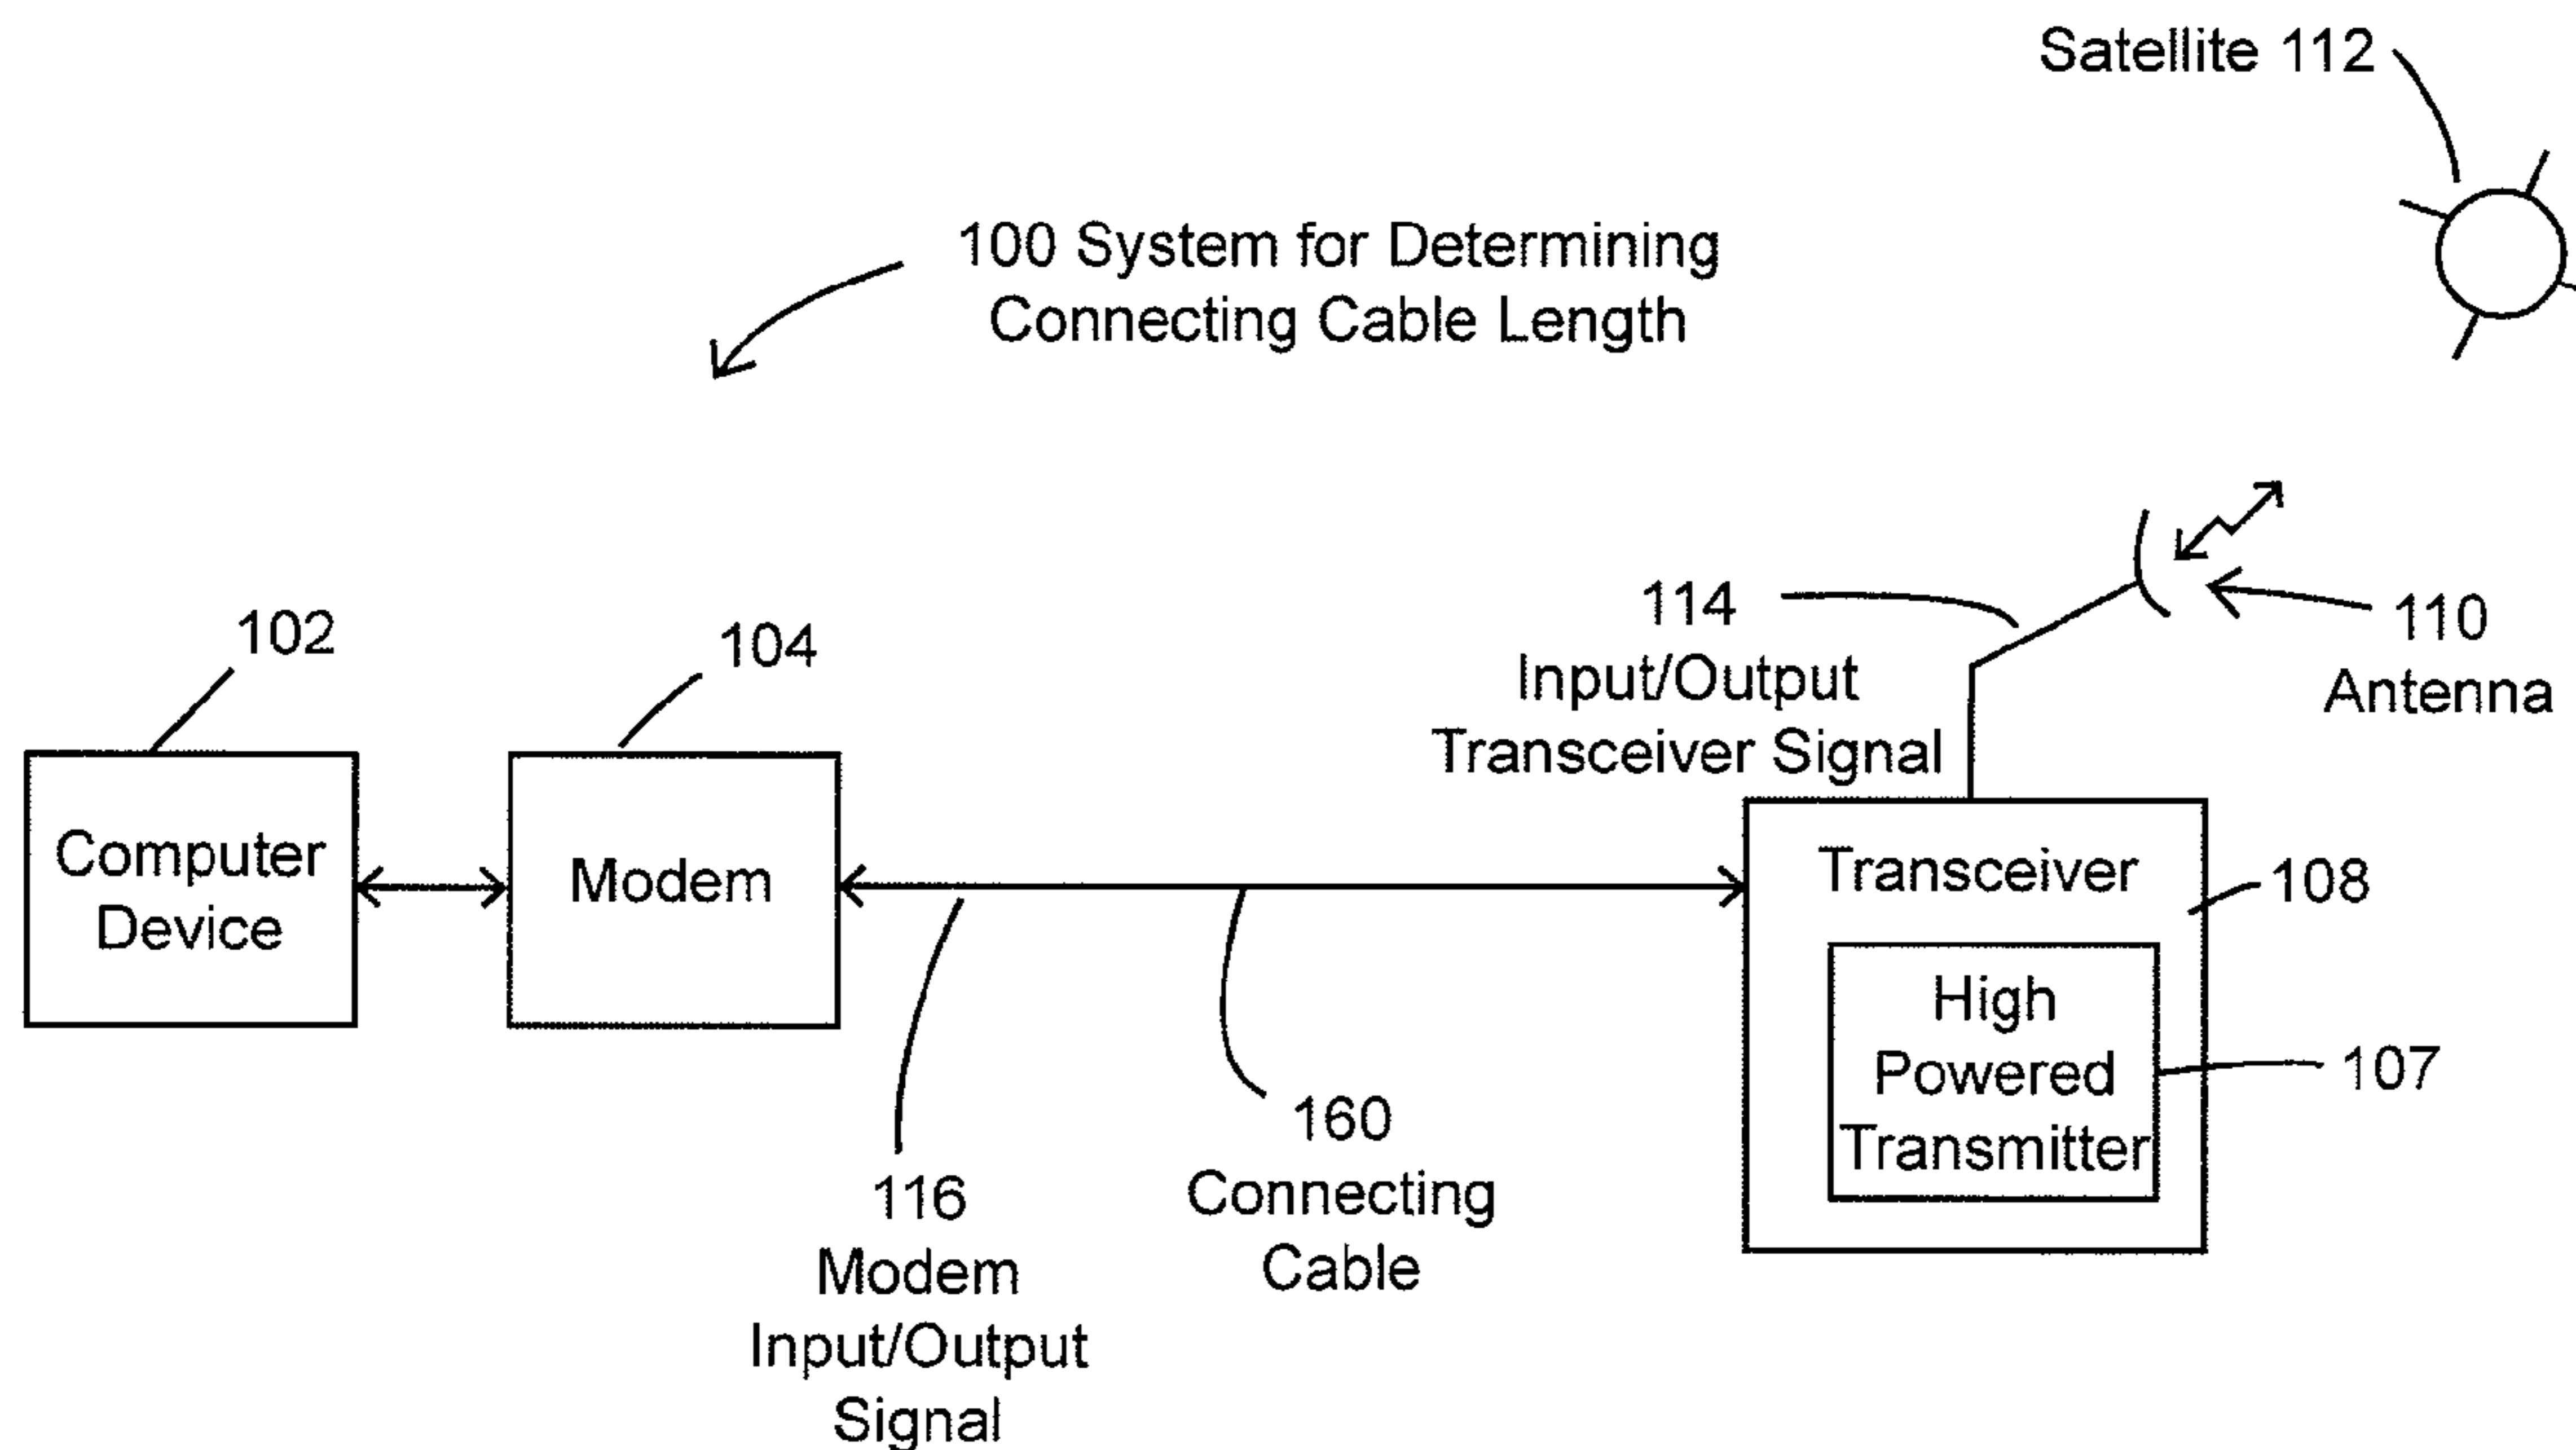 Satellite 112
100 System for Determining
Connecting Cable Length
102
104
114
Input/Output
Transceiver Signal
110
Antenna
Computer
Device
Modem
Transceiver
108
High
Powered
Transmitter
107
116
Modem
Input/Output
Signal
160
Connecting
Cable